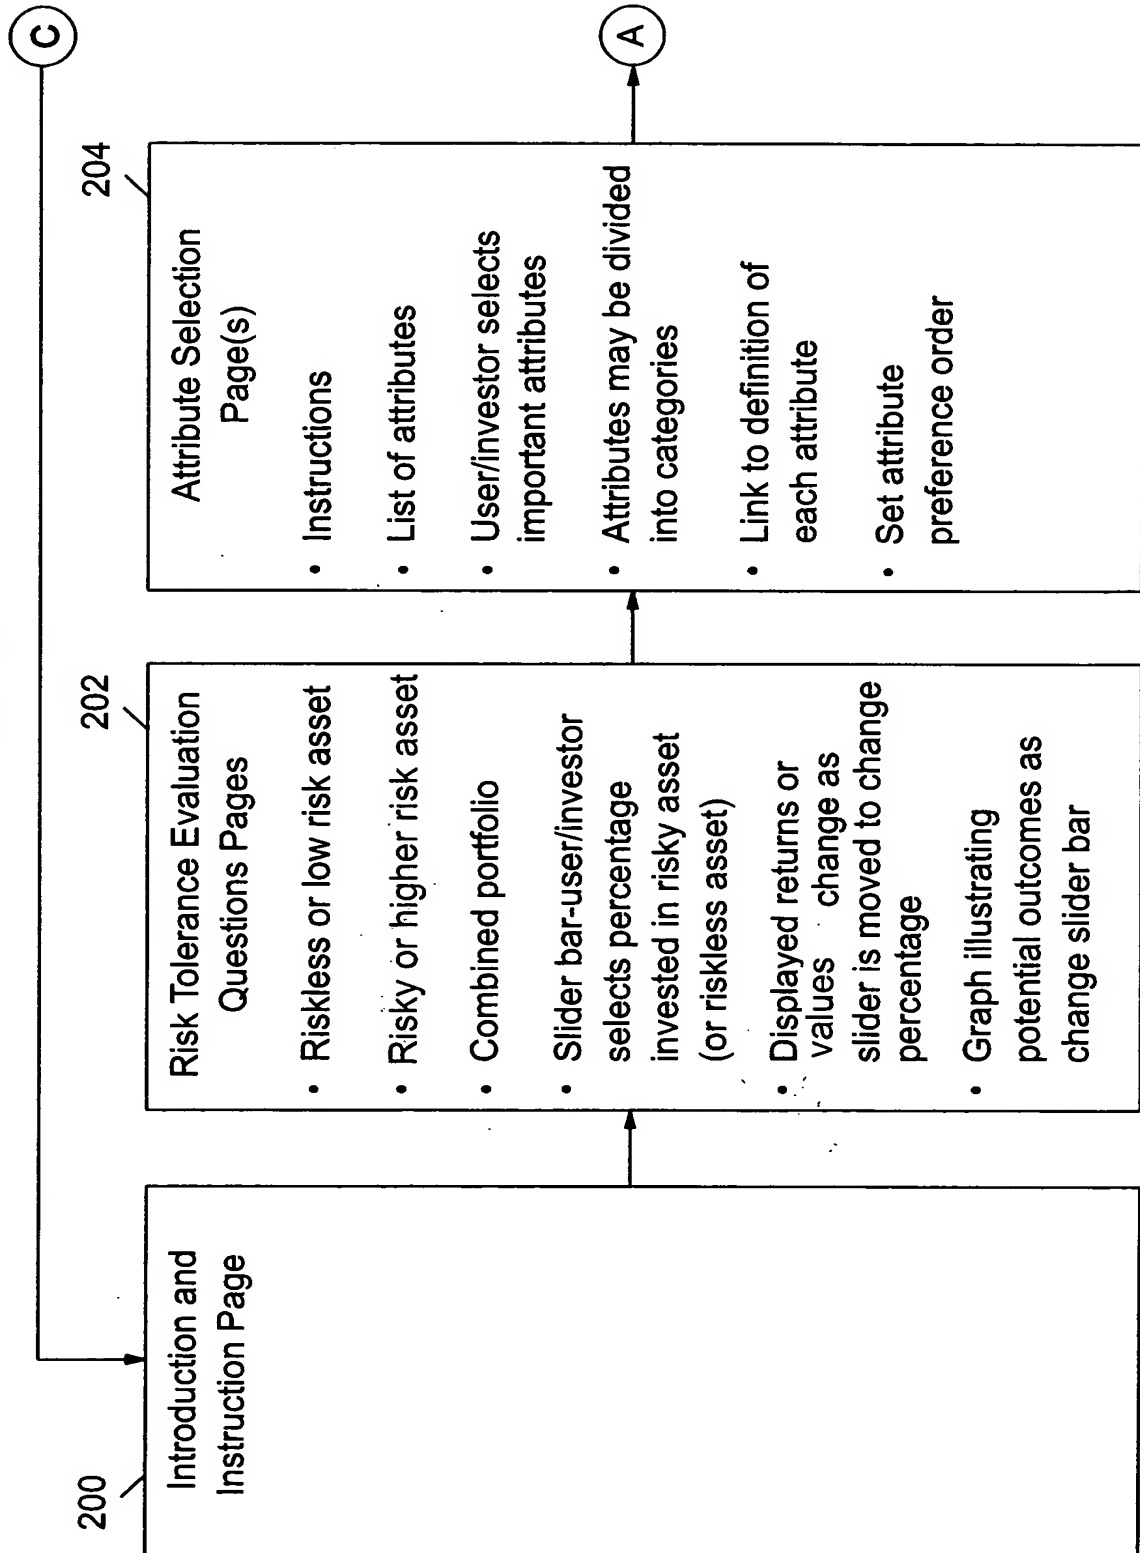 C
200
Introduction and
Instruction Page
202
Risk Tolerance Evaluation
Questions Pages
• Riskless or low risk asset
• Risky or higher risk asset
• Combined portfolio
• Slider bar-user/investor
selects percentage
invested in risky asset
(or riskless asset)
• Displayed returns or
values change as
slider is moved to change
percentage
• Graph illustrating
potential outcomes as
change slider bar
204
Attribute Selection
Page(s)
• Instructions
• List of attributes
• User/investor selects
important attributes
• Attributes may be divided
into categories
• Link to definition of
each attribute
• Set attribute
preference order
A